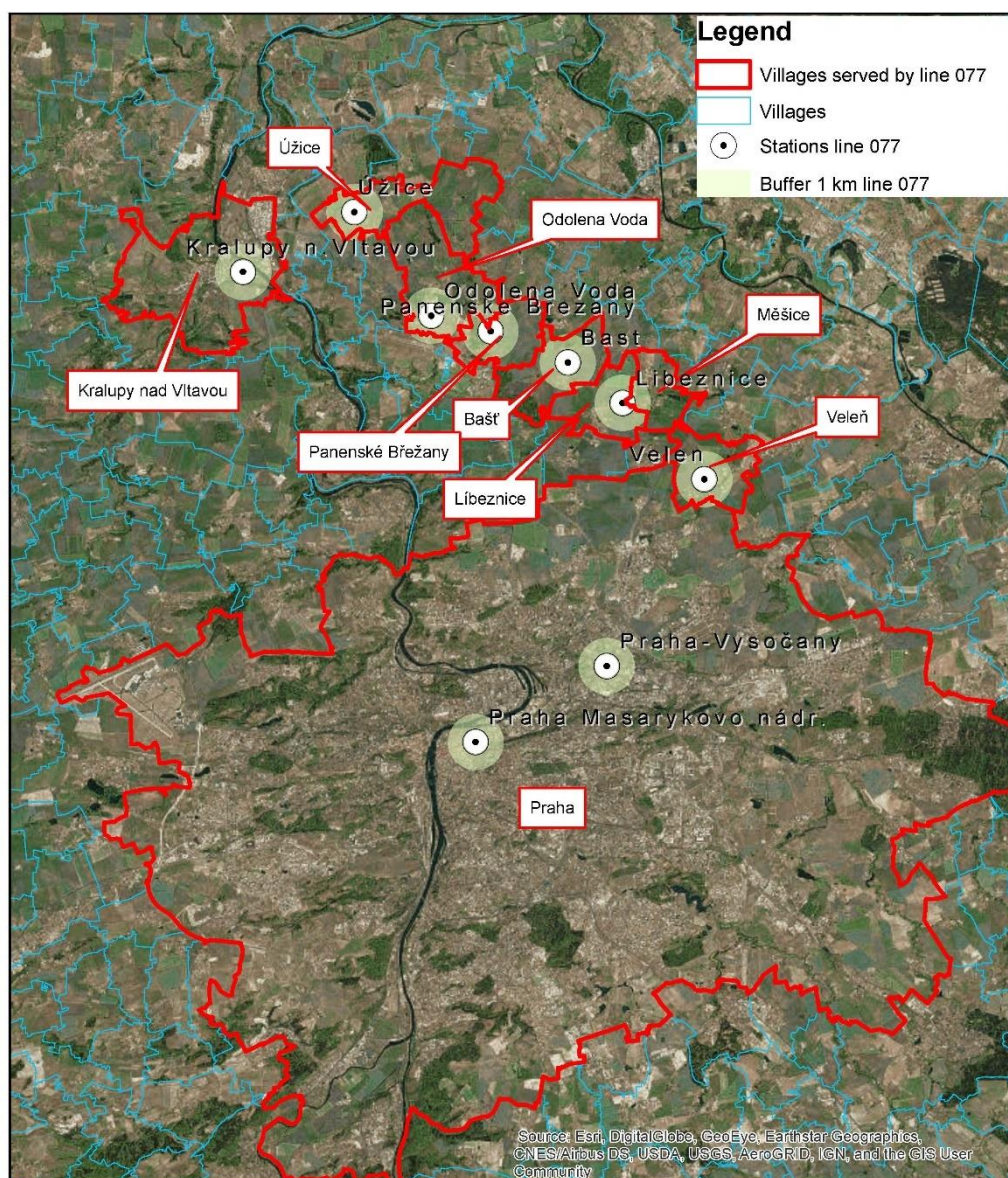 Legend
Villages served by line 077
Villages
Stations line 077
Buffer 1 km line 077
Úžice
Úžice
Odolena Voda
Kralupy n.Vltavou
Odolena Voda
Panenske Brezany
Měšice
Bast
Libeznice
Kralupy nad Vltavou
Bašť
Veleň
Panenské Břežany
Velen
Líbeznice
Praha-Vysočany
Praha Masarykovo nádr.
Praha
Source: Esri, DigitalGlobe, GeoEye, Earthstar Geographics,
CNES/Airbus DS, USDA, USGS, AeroGRID, IGN, and the GIS User
Community